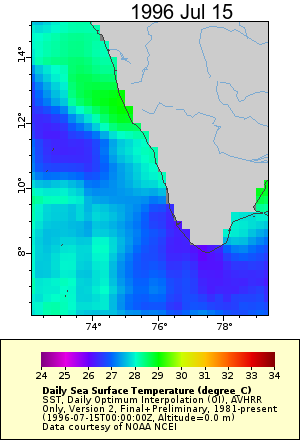 1996 Jul 15
14°
12°
10°
8°
74°
76°
78°
24 25 26 27 28 29 30 31 32 33 34
Daily Sea Surface Temperature (degree_C)
SST, Daily Optimum Interpolation (OI), AVHRR
Only, Version 2, Final+Preliminary, 1981-present
(1996-07-15T00:00:00Z, Altitude=0.0 m)
Data courtesy of NOAA NCEI